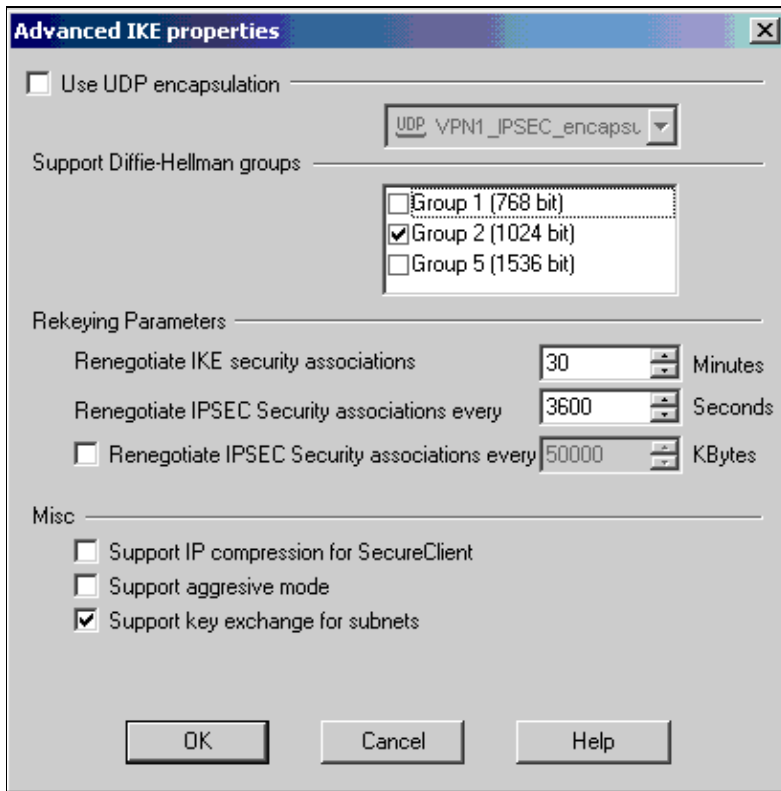 Advanced IKE properties
Use UDP encapsulation
UDP VPN1_IPSEC_encapsu
Support Diffie-Hellman groups
Group 1 (768 bit)
Group 2 (1024 bit)
Group 5 (1536 bit)
Rekeying Parameters
Renegotiate IKE security associations 30 Minutes
Renegotiate IPSEC Security associations every 3600 Seconds
Renegotiate IPSEC Security associations every 50000 KBytes
Misc
Support IP compression for SecureClient
Support aggresive mode
Support key exchange for subnets
OK Cancel Help